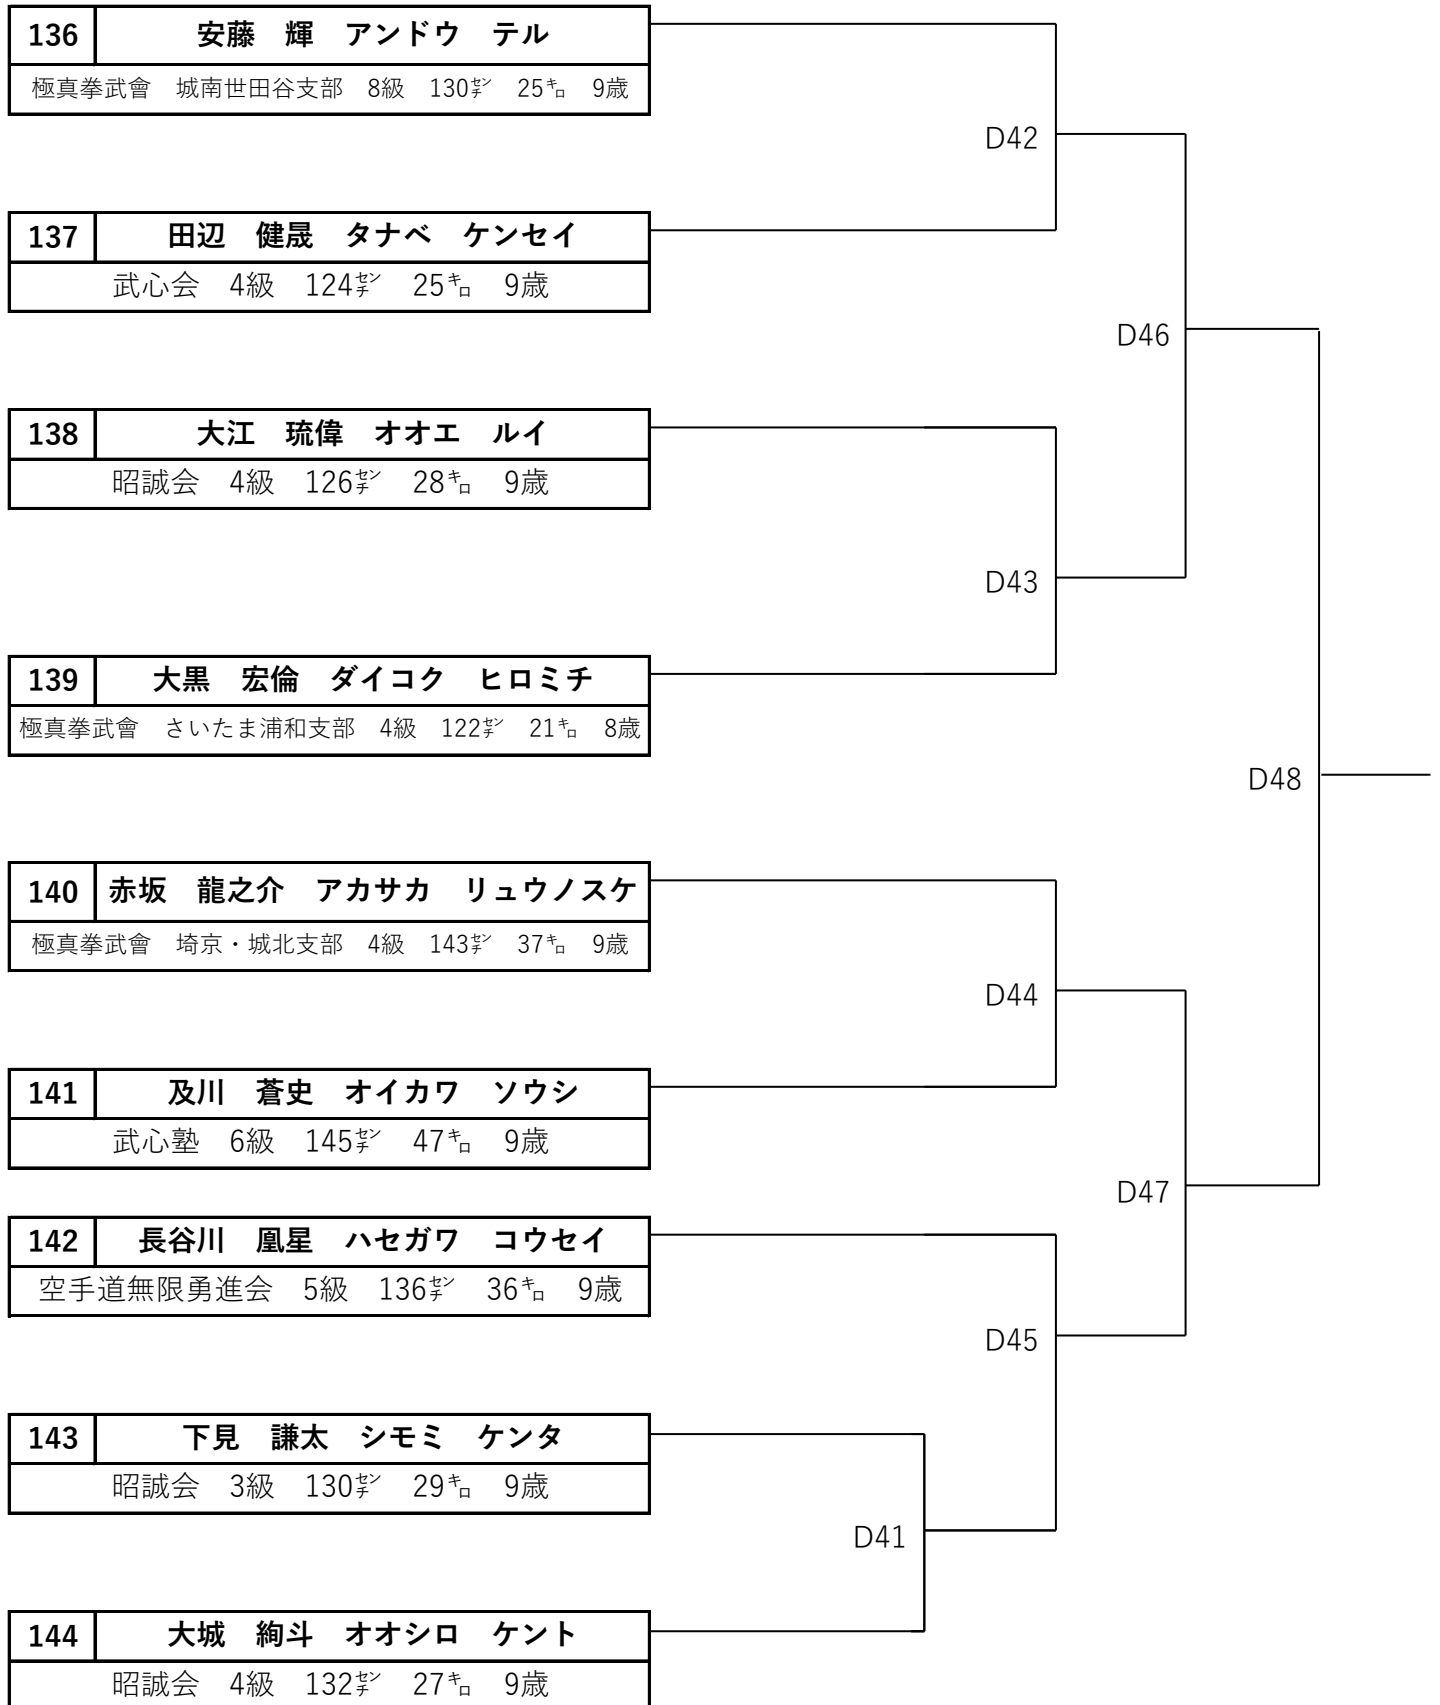 136 安藤　輝　アンドウ　テル
極真拳武會　城南世田谷支部　8級　130㌢　25㌔　9歳
D42
137 田辺　健晟　タナベ　ケンセイ
武心会　4級　124㌢　25㌔　9歳
D46
138 大江　琉偉　オオエ　ルイ
昭誠会　4級　126㌢　28㌔　9歳
D43
139 大黒　宏倫　ダイコク　ヒロミチ
極真拳武會　さいたま浦和支部　4級　122㌢　21㌔　8歳
D48
140 赤坂　龍之介　アカサカ　リュウノスケ
極真拳武會　埼京・城北支部　4級　143㌢　37㌔　9歳
D44
141 及川　蒼史　オイカワ　ソウシ
武心塾　6級　145㌢　47㌔　9歳
D47
142 長谷川　凰星　ハセガワ　コウセイ
空手道無限勇進会　5級　136㌢　36㌔　9歳
D45
143 下見　謙太　シモミ　ケンタ
昭誠会　3級　130㌢　29㌔　9歳
D41
144 大城　絢斗　オオシロ　ケント
昭誠会　4級　132㌢　27㌔　9歳